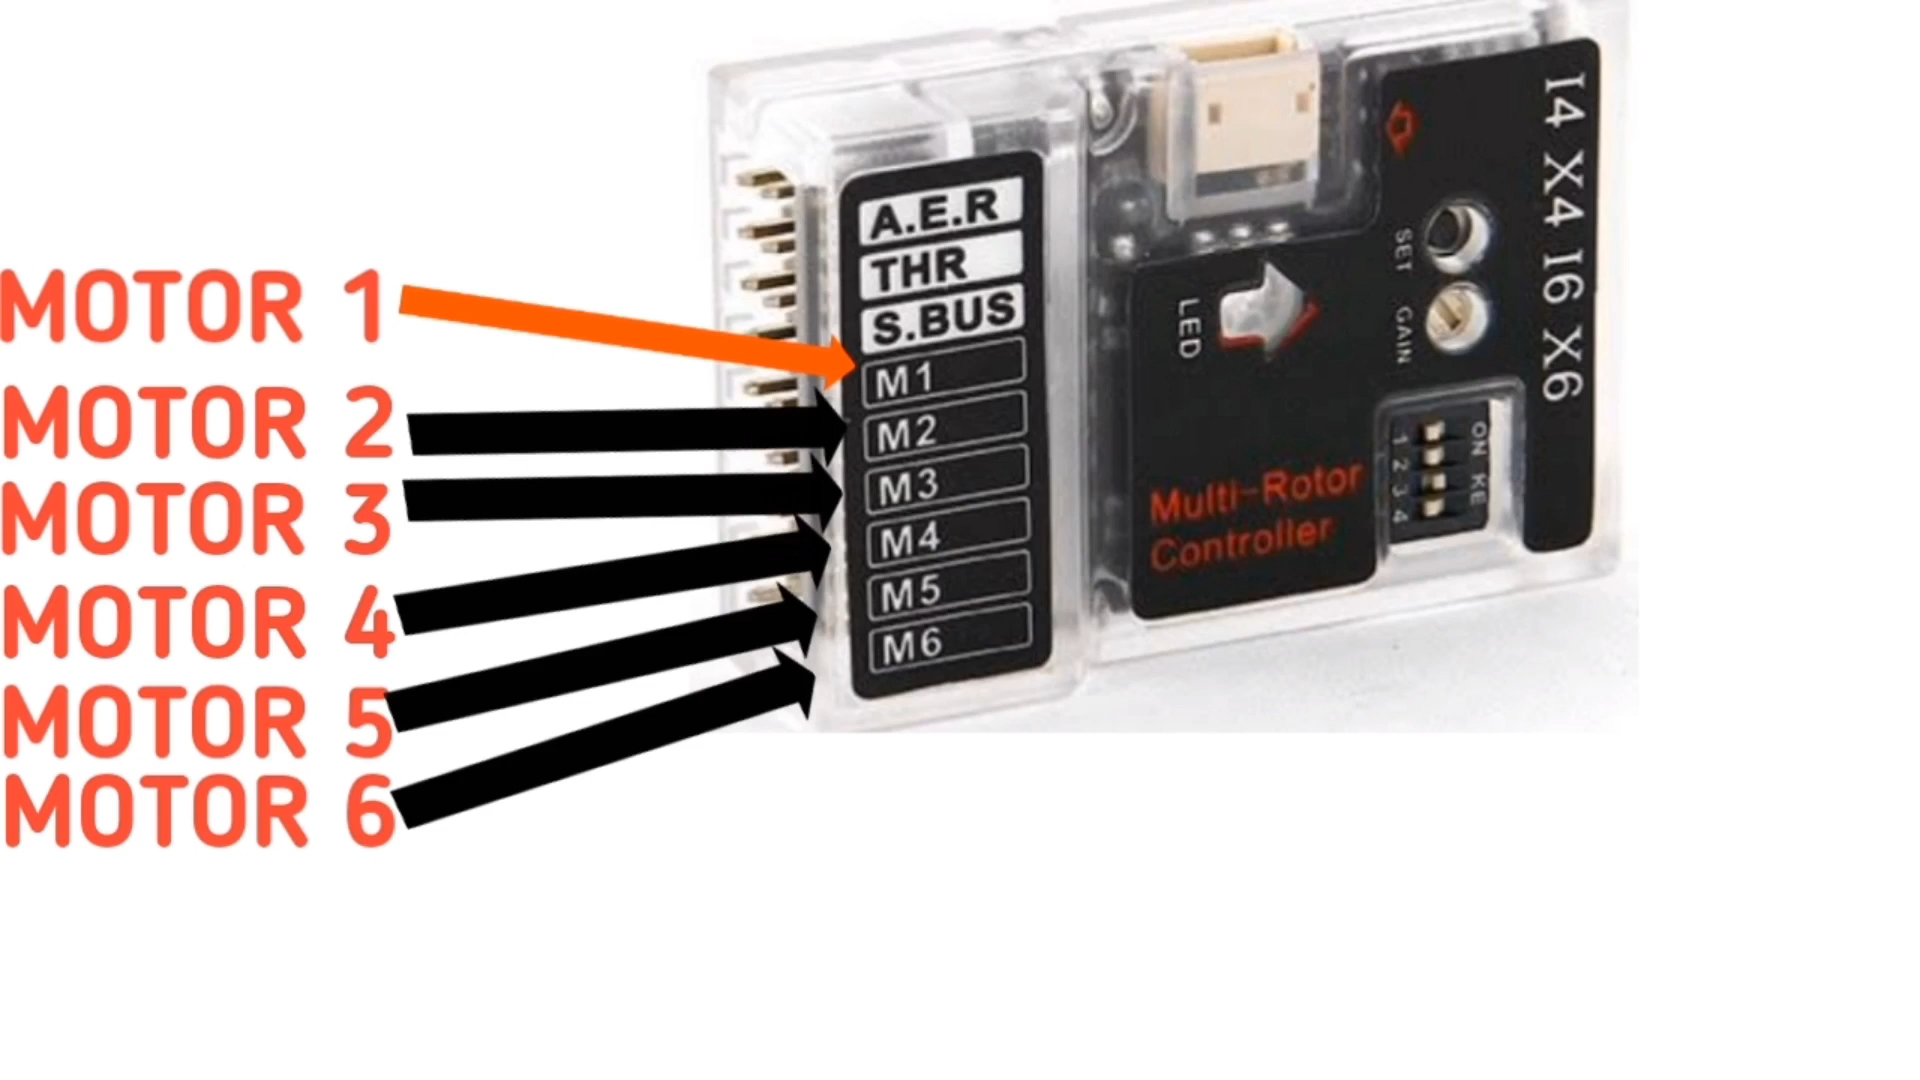 MOTOR 1
MOTOR 2
MOTOR 3
MOTOR 4
MOTOR 5
MOTOR 6
A.E.R
THR
S.BUS
M1
M2
M3
M4
M5
M6
LED
Multi-Rotor
Controller
SET
GAIN
ON KE
1 2 3 4
I4 X4 I6 X6